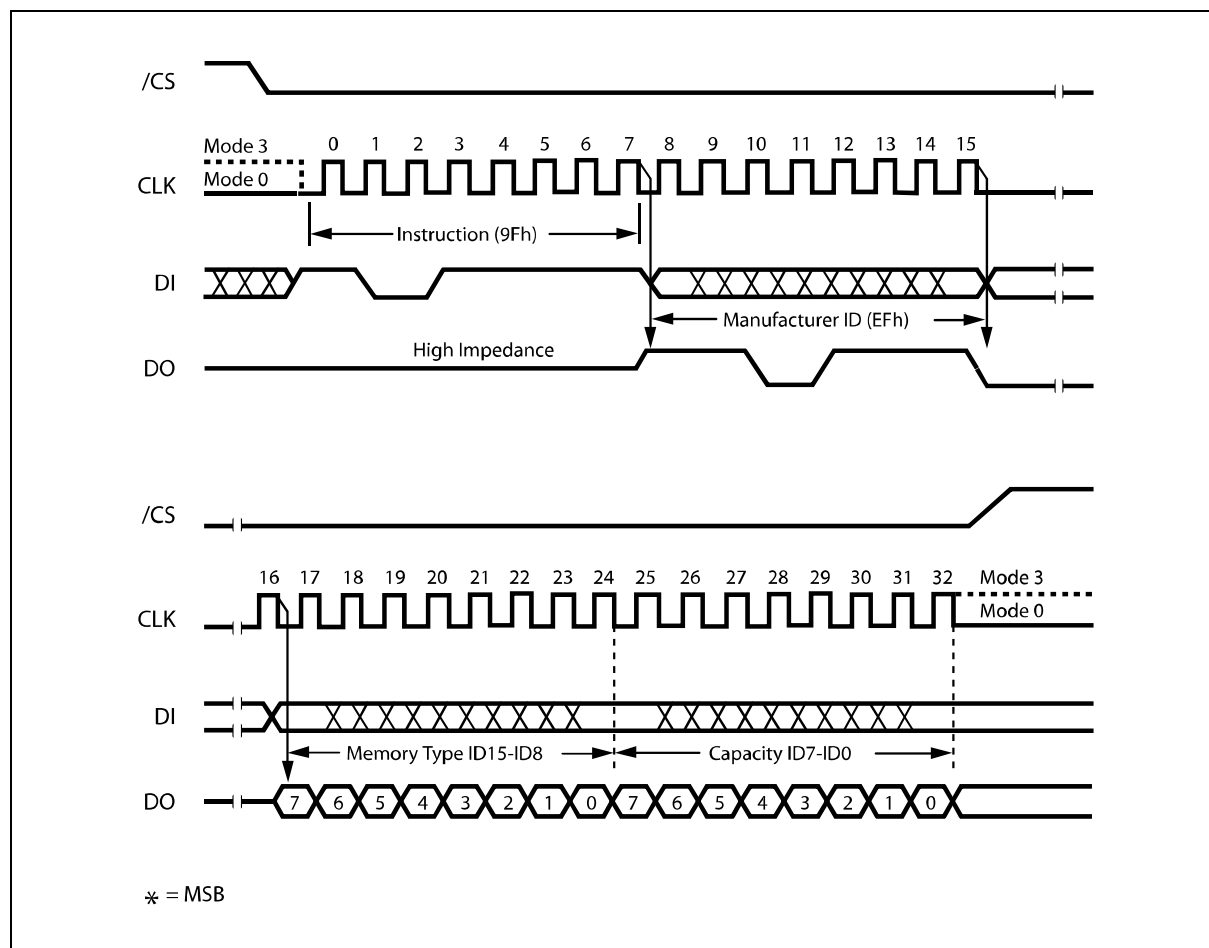 /CS
Mode 3
0 1 2 3 4 5 6 7 8 9 10 11 12 13 14 15
Mode 0
CLK
Instruction (9Fh)
DI
Manufacturer ID (EFh)
High Impedance
DO
/CS
16 17 18 19 20 21 22 23 24 25 26 27 28 29 30 31 32
Mode 3
Mode 0
CLK
DI
Memory Type ID15-ID8
Capacity ID7-ID0
DO
7 6 5 4 3 2 1 0 7 6 5 4 3 2 1 0
* = MSB